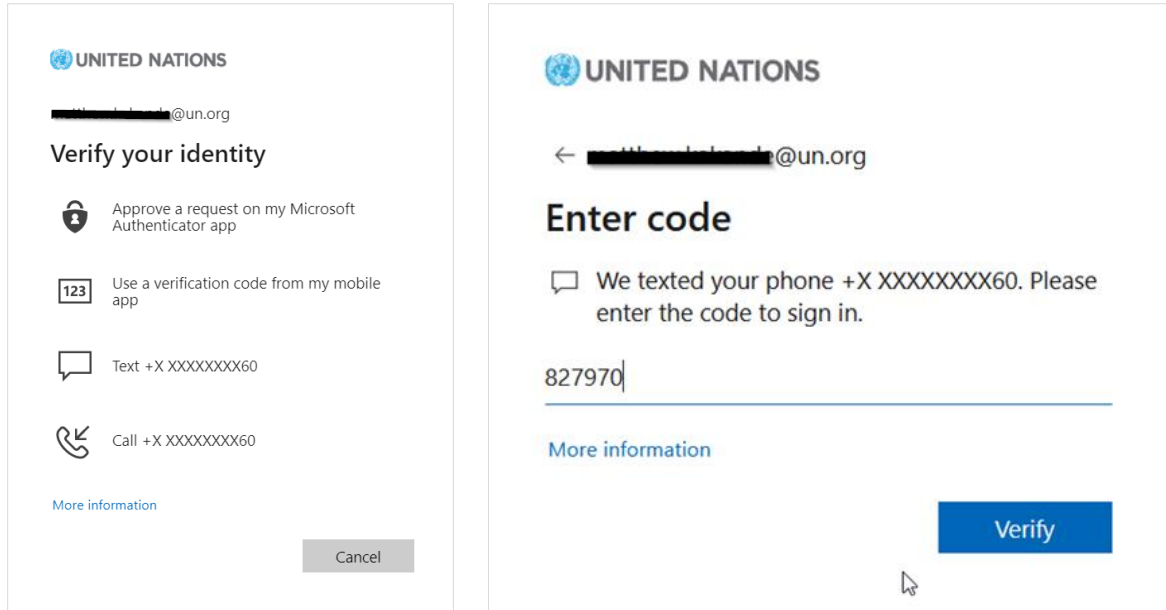 UNITED NATIONS
@un.org
Verify your identity
Approve a request on my Microsoft
Authenticator app
123
Use a verification code from my mobile
app
Text +X XXXXXXXX60
Call +X XXXXXXXX60
More information
Cancel
UNITED NATIONS
@un.org
Enter code
We texted your phone +X XXXXXXXX60. Please
enter the code to sign in.
827970
More information
Verify